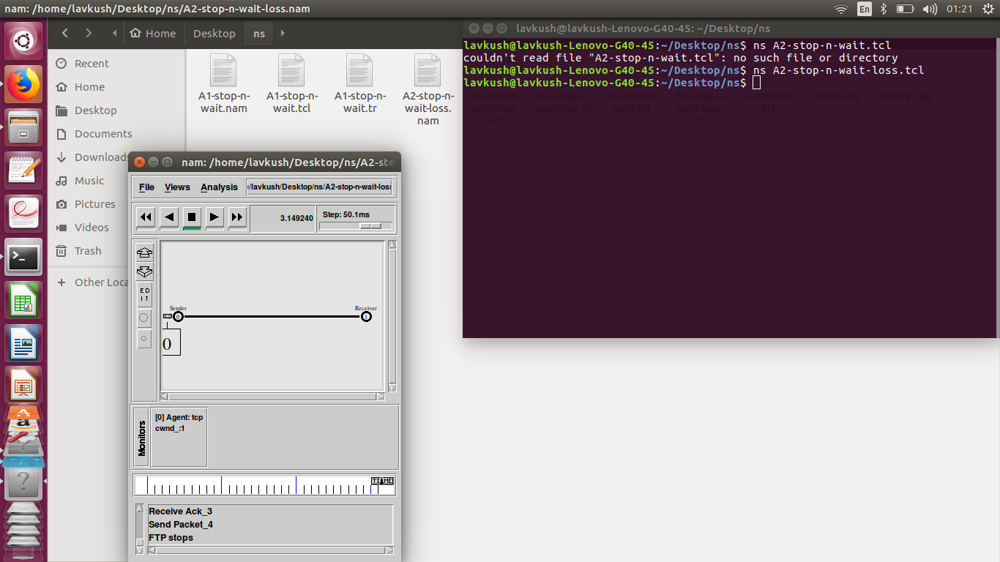 nam: /home/lavkush/Desktop/ns/A2-stop-n-wait-loss.nam
En
01:21
Home
Desktop
ns
Recent
Home
Desktop
Documents
Downloads
Music
Pictures
Videos
Trash
Other Loca
A1-stop-n-
wait.nam
A1-stop-n-
wait.tcl
A1-stop-n-
wait.tr
A2-stop-n-
wait-loss.
nam
lavkush@lavkush-Lenovo-G40-45: ~/Desktop/ns
lavkush@lavkush-Lenovo-G40-45:~/Desktop/ns$ ns A2-stop-n-wait.tcl
couldn't read file "A2-stop-n-wait.tcl": no such file or directory
lavkush@lavkush-Lenovo-G40-45:~/Desktop/ns$ ns A2-stop-n-wait-loss.tcl
lavkush@lavkush-Lenovo-G40-45:~/Desktop/ns$
A2-stop-n-
wait-loss.
tcl
A2-stop-n-
wait-loss.tr
B1-stop-n-
wait.tcl
B2-stop-n-
wait-loss
tcl
namfilter.
tcl
values.xg
values1.xg
nam: /home/lavkush/Desktop/ns/A2-sto
File Views Analysis
/lavkush/Desktop/ns/A2-stop-n-wait-loss
3.149240
Step: 50.1ms
ED
IT
Sender
Receiver
tcp
0
1
0
Monitors
[0] Agent: tcp
cwnd_:1
TIME
Receive Ack_3
Send Packet_4
FTP stops